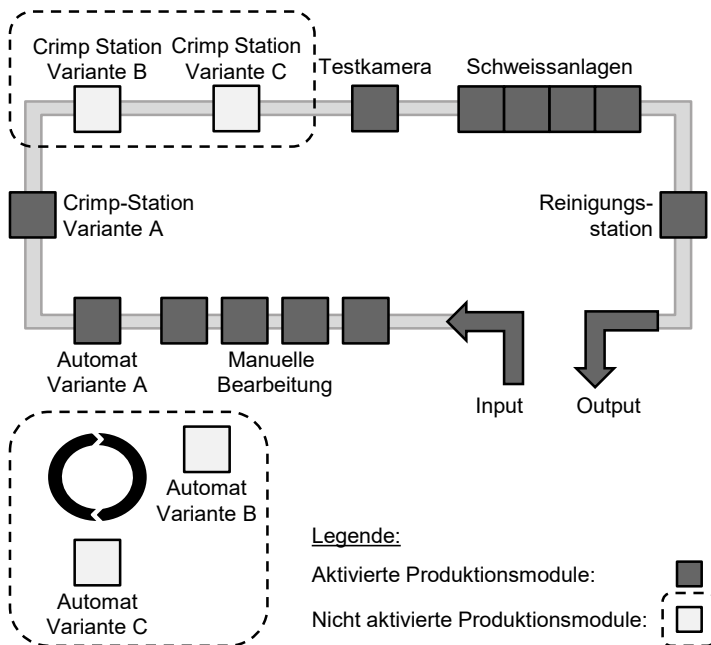 Crimp Station
Variante B
Crimp Station
Variante C
Testkamera
Schweissanlagen
Crimp-Station
Variante A
Reinigungs-
station
Automat
Variante A
Manuelle
Bearbeitung
Input
Output
Automat
Variante B
Automat
Variante C
Legende:
Aktivierte Produktionsmodule:
Nicht aktivierte Produktionsmodule: